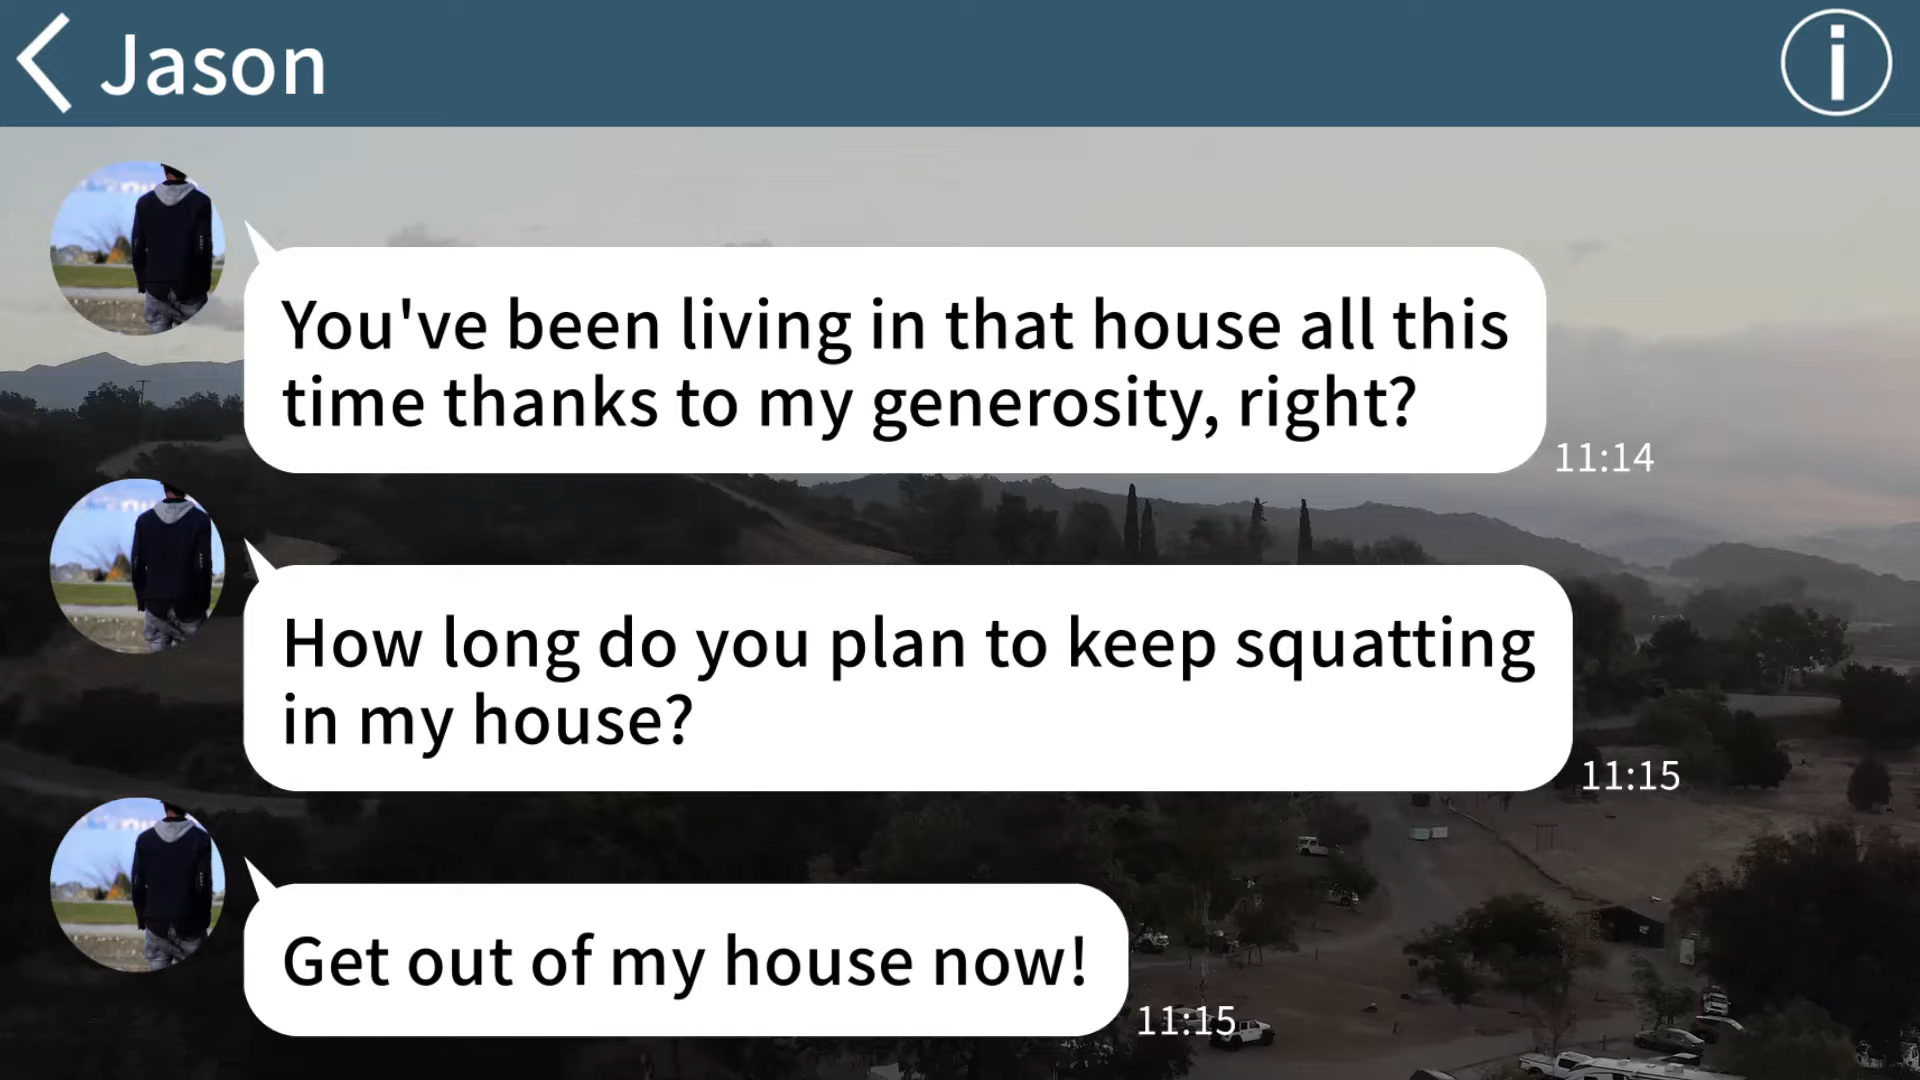 Jason
You've been living in that house all this
time thanks to my generosity, right?
11:14
How long do you plan to keep squatting
in my house?
11:15
Get out of my house now!
11:15